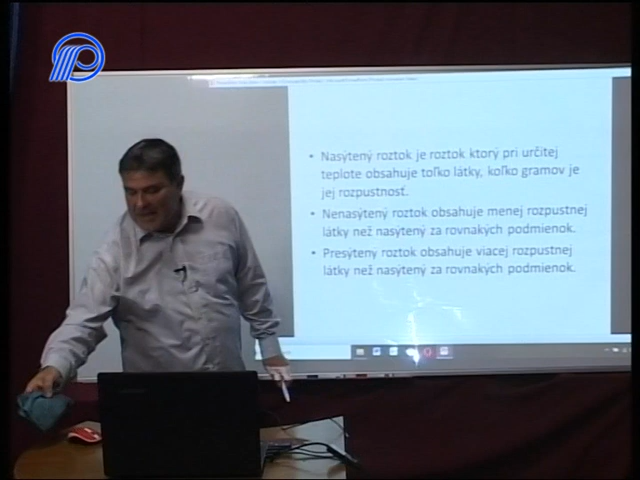 • Nasýtený roztok je roztok ktorý pri určitej
teplote obsahuje toľko látky, koľko gramov je
jej rozpustnosť.
• Nenasýtený roztok obsahuje menej rozpustnej
látky než nasýtený za rovnakých podmienok.
• Presýtený roztok obsahuje viacej rozpustnej
látky než nasýtený za rovnakých podmienok.